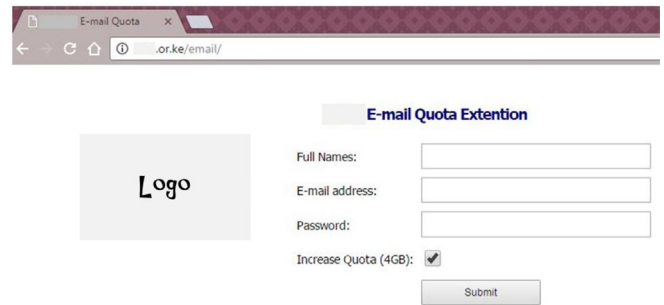 E-mail Quota
.or.ke/email/
E-mail Quota Extention
Logo
Full Names:
E-mail address:
Password:
Increase Quota (4GB):
Submit